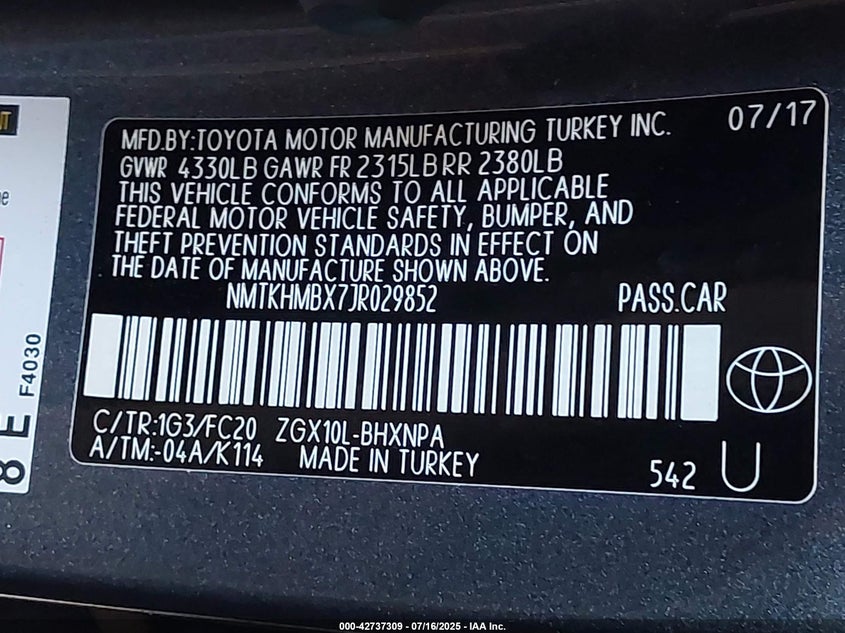 MFD.BY:TOYOTA MOTOR MANUFACTURING TURKEY INC. 07/17
GVWR 4330LB GAWR FR 2315LB RR 2380LB
THIS VEHICLE CONFORMS TO ALL APPLICABLE
FEDERAL MOTOR VEHICLE SAFETY, BUMPER, AND
THEFT PREVENTION STANDARDS IN EFFECT ON
THE DATE OF MANUFACTURE SHOWN ABOVE.
NMTKHMBX7JR029852 PASS.CAR
C/TR:1G3/FC20 ZGX10L-BHXNPA
A/TM:-04A/K114 MADE IN TURKEY
542 U
F4030
8 E
000-42737309 - 07/16/2025 - IAA Inc.